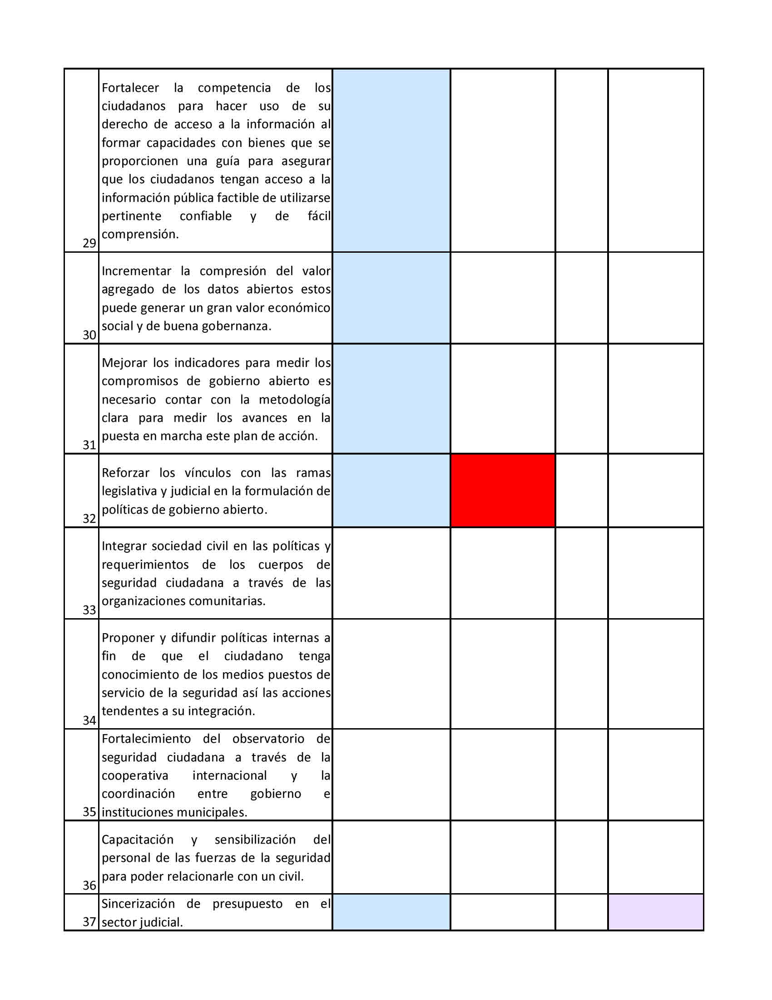 Fortalecer la competencia de los
ciudadanos para hacer uso de su
derecho de acceso a la información al
formar capacidades con bienes que se
proporcionen una guía para asegurar
que los ciudadanos tengan acceso a la
información pública factible de utilizarse
pertinente confiable y de fácil
comprensión.
29
Incrementar la compresión del valor
agregado de los datos abiertos estos
puede generar un gran valor económico
social y de buena gobernanza.
30
Mejorar los indicadores para medir los
compromisos de gobierno abierto es
necesario contar con la metodología
clara para medir los avances en la
puesta en marcha este plan de acción.
31
Reforzar los vínculos con las ramas
legislativa y judicial en la formulación de
políticas de gobierno abierto.
32
Integrar sociedad civil en las políticas y
requerimientos de los cuerpos de
seguridad ciudadana a través de las
organizaciones comunitarias.
33
Proponer y difundir políticas internas a
fin de que el ciudadano tenga
conocimiento de los medios puestos de
servicio de la seguridad así las acciones
tendentes a su integración.
34
Fortalecimiento del observatorio de
seguridad ciudadana a través de la
cooperativa internacional y la
coordinación entre gobierno e
35 instituciones municipales.
Capacitación y sensibilización del
personal de las fuerzas de la seguridad
para poder relacionarle con un civil.
36
Sincerización de presupuesto en el
37 sector judicial.